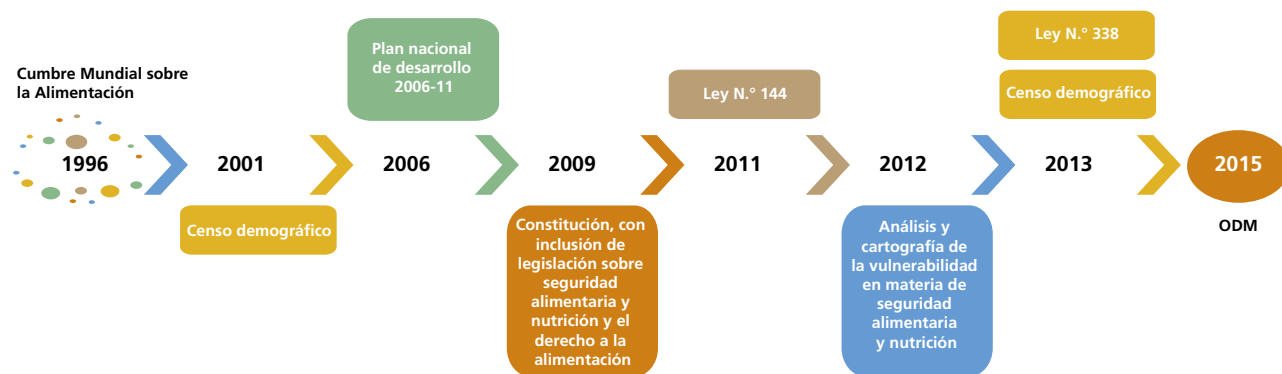 Cumbre Mundial sobre
la Alimentación
1996
2001
Censo demográfico
Plan nacional
de desarrollo
2006-11
2006
2009
Constitución, con
inclusión de
legislación sobre
seguridad
alimentaria y
nutrición y el
derecho a la
alimentación
Ley N.° 144
2011
2012
Análisis y
cartografía de
la vulnerabilidad
en materia de
seguridad
alimentaria
y nutrición
Ley N.° 338
Censo demográfico
2013
2015
ODM